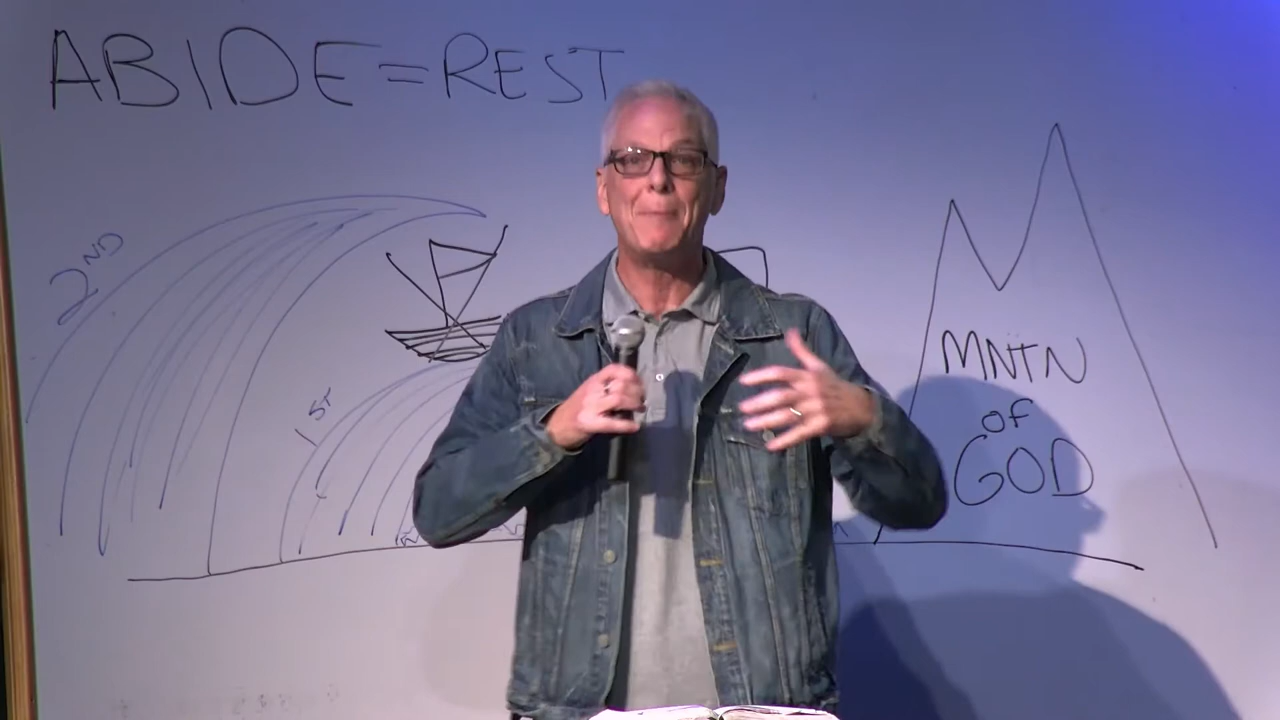 ABIDE=REST
2ND
1ST
MNTN
of
GOD